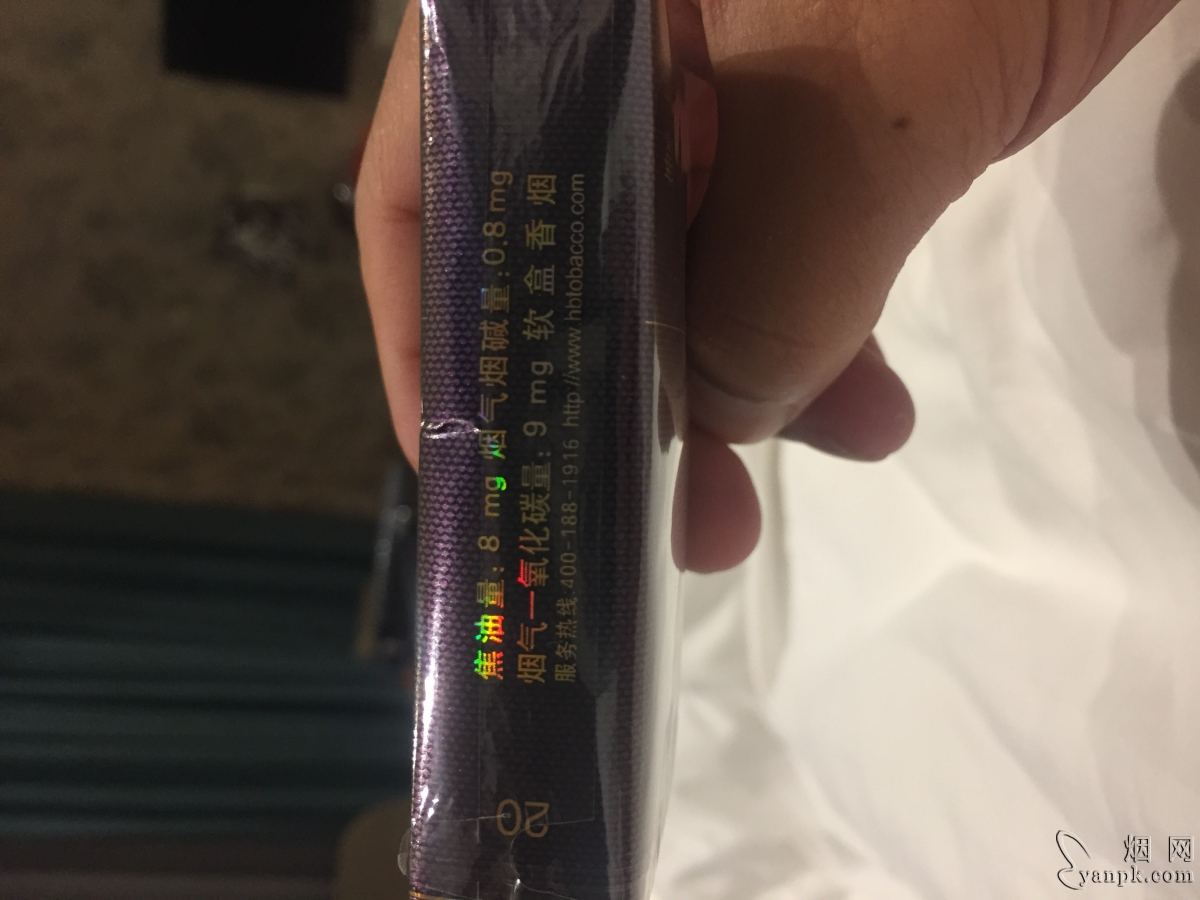 焦油量：8 mg 烟气烟碱量：0.8mg
烟气一氧化碳量：9 mg 软盒香烟
服务热线:400-188-1916 http//www.hbtobacco.com
烟网
yanpk.com